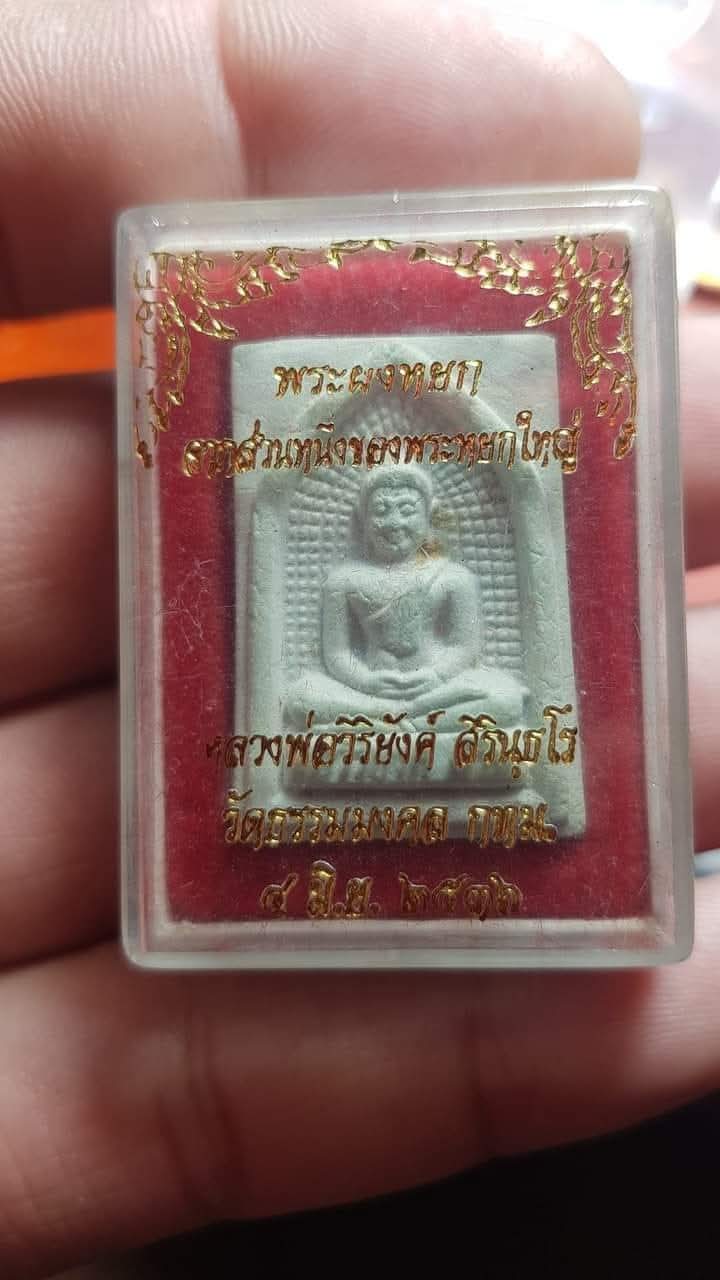 พระผงหยก
จากส่วนหนึ่งของพระหยกใหญ่
หลวงพ่อวิริยังค์ สิรินฺธโร
วัดธรรมมงคล กทม.
๔ มิ.ย. ๒๕๓๖